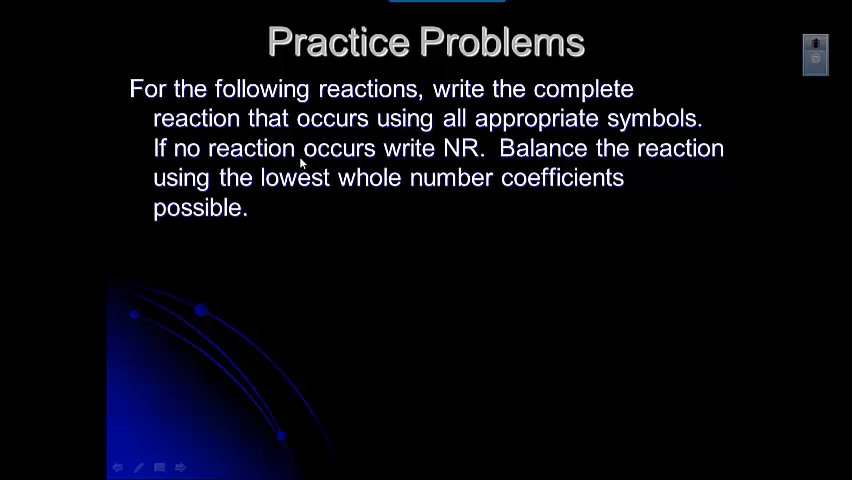 Practice Problems
For the following reactions, write the complete
reaction that occurs using all appropriate symbols.
If no reaction occurs write NR.  Balance the reaction
using the lowest whole number coefficients
possible.